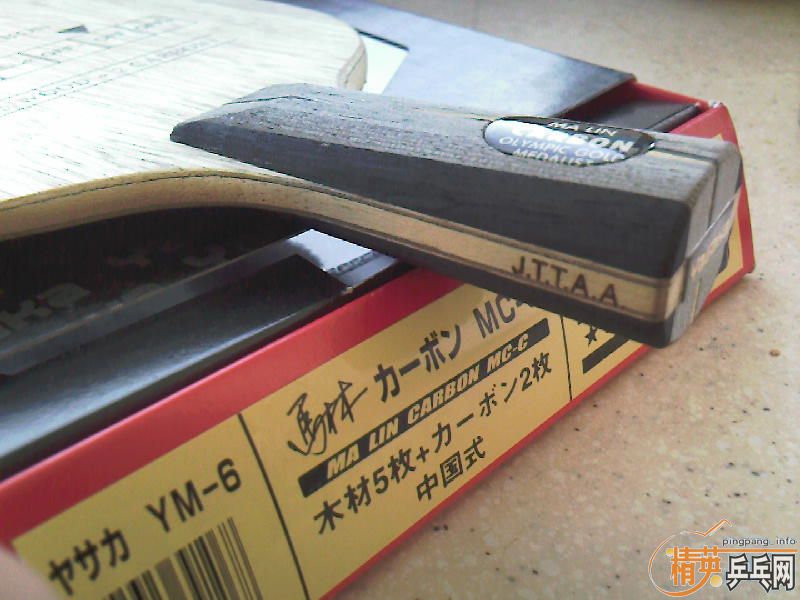 MA LIN
CARBON
OLYMPIC GOLD
MEDALIST
J.T.T.A.A
馬林 カーボン MC-
MA LIN CARBON MC-C
木材5枚+カーボン2枚
中国式
ヤサカ YM-6
pingpang_info
精英乒乓网